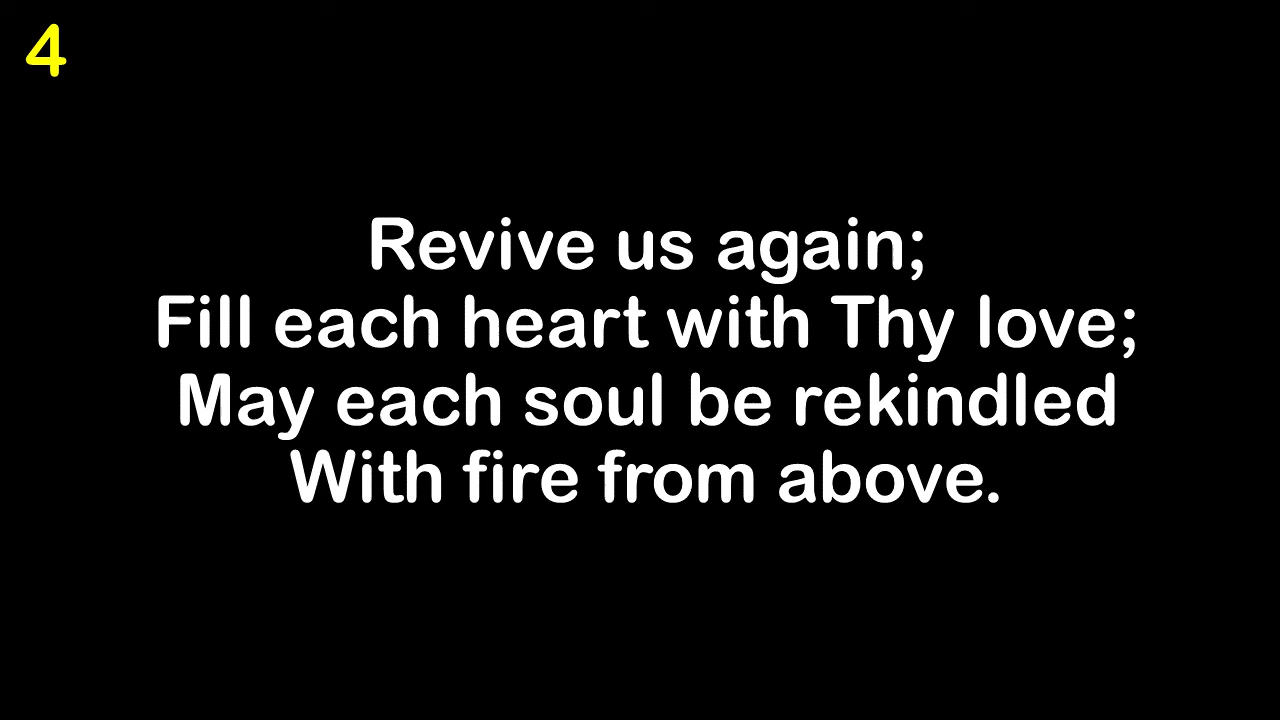 4
Revive us again;
Fill each heart with Thy love;
May each soul be rekindled
With fire from above.